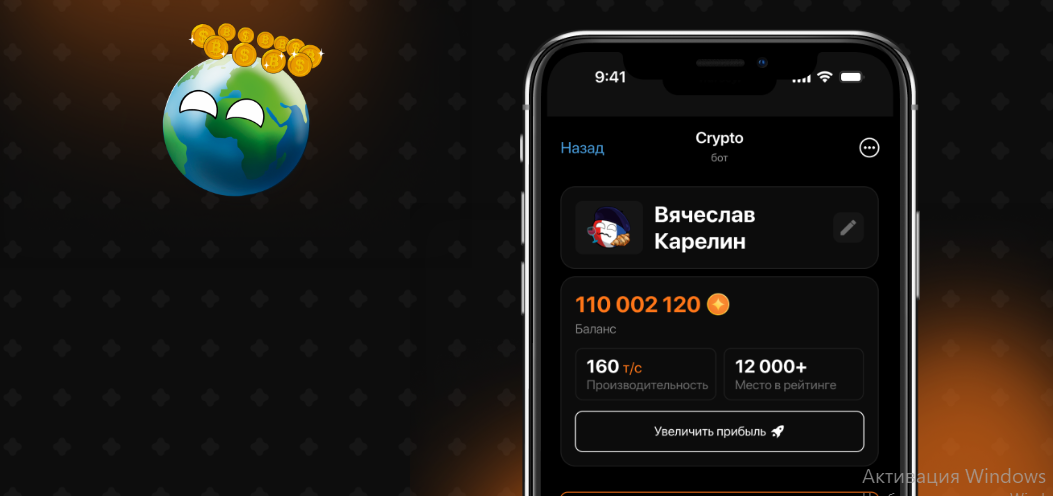 9:41
Назад
Crypto
бот
Вячеслав
Карелин
110 002 120
Баланс
160 т/с
Производительность
12 000+
Место в рейтинге
Увеличить прибыль
Активация Windows